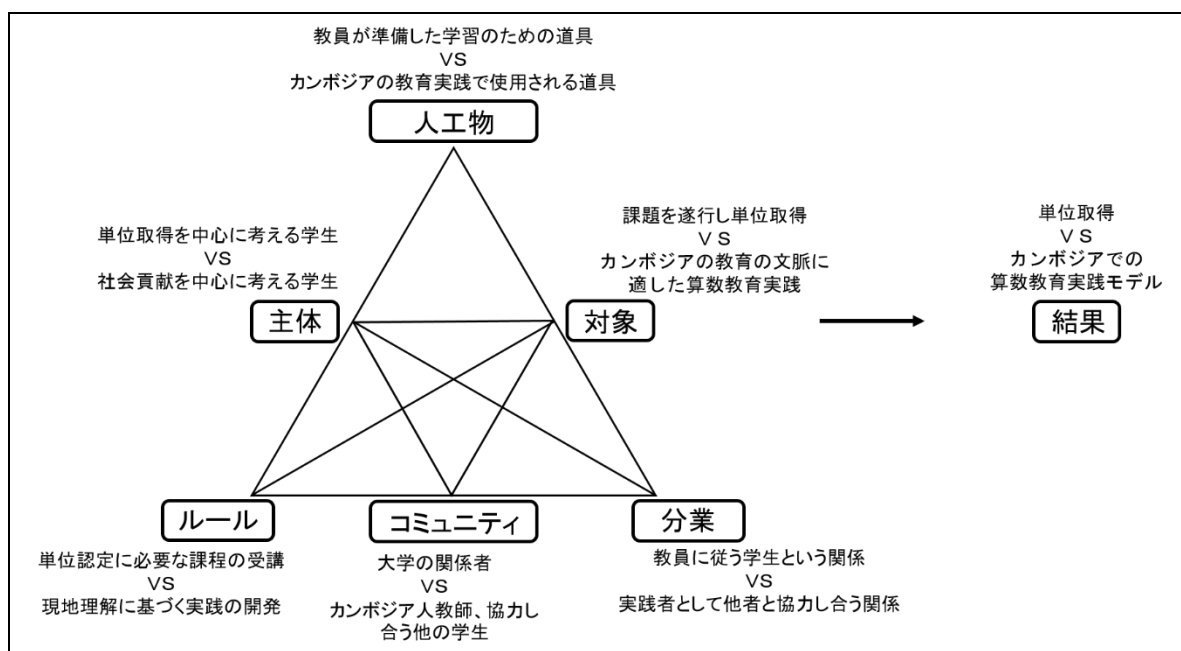 教員が準備した学習のための道具
VS
カンボジアの教育実践で使用される道具
人工物
単位取得を中心に考える学生
VS
社会貢献を中心に考える学生
主体
課題を遂行し単位取得
VS
カンボジアの教育の文脈に
適した算数教育実践
対象
単位取得
VS
カンボジアでの
算数教育実践モデル
結果
ルール
単位認定に必要な課程の受講
VS
現地理解に基づく実践の開発
コミュニティ
大学の関係者
VS
カンボジア人教師、協力し
合う他の学生
分業
教員に従う学生という関係
VS
実践者として他者と協力し合う関係